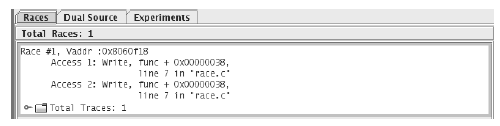 Races Dual Source Experiments
Total Races: 1
Race #1, Vaddr :0x8060f18
Access 1: Write, func + 0x00000038,
line 7 in "race.c"
Access 2: Write, func + 0x00000038,
line 7 in "race.c"
Total Traces: 1